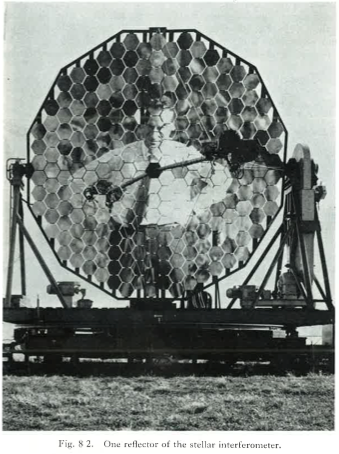 Fig. 8 2. One reflector of the stellar interferometer.